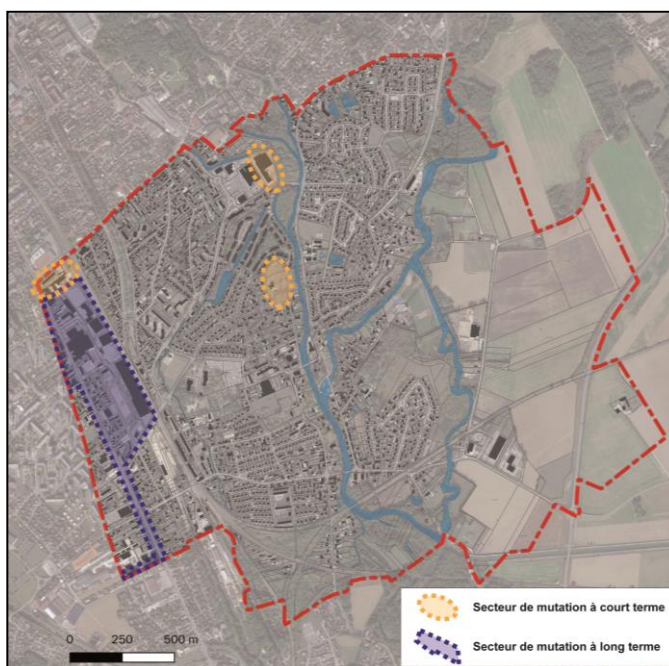 0 250 500 m
Secteur de mutation à court terme
Secteur de mutation à long terme